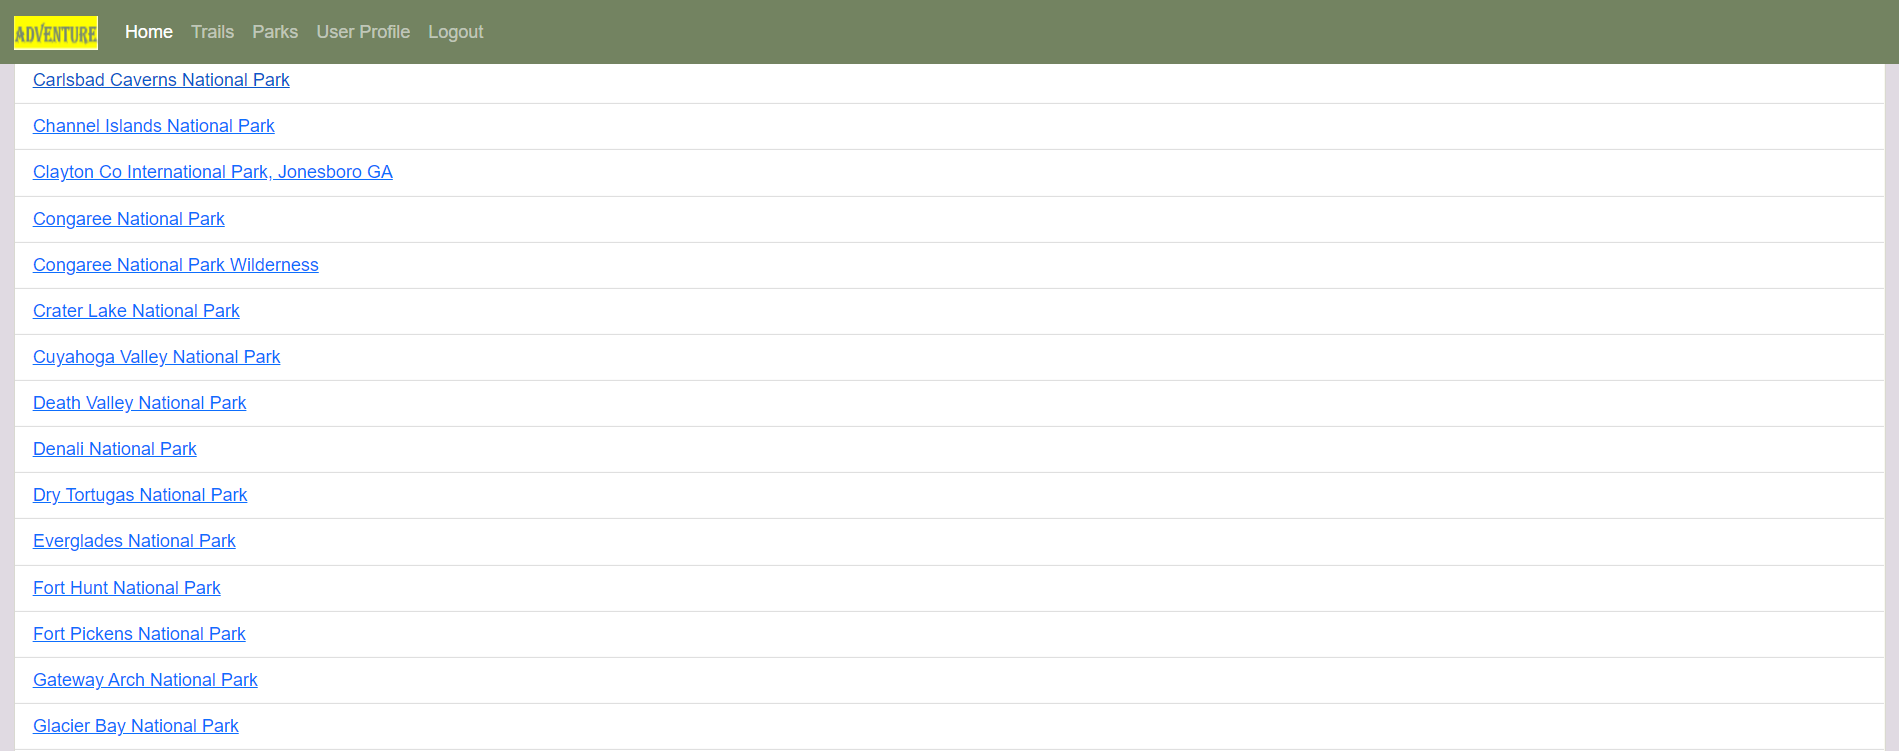 ADVENTURE Home Trails Parks User Profile Logout
Carlsbad Caverns National Park
Channel Islands National Park
Clayton Co International Park, Jonesboro GA
Congaree National Park
Congaree National Park Wilderness
Crater Lake National Park
Cuyahoga Valley National Park
Death Valley National Park
Denali National Park
Dry Tortugas National Park
Everglades National Park
Fort Hunt National Park
Fort Pickens National Park
Gateway Arch National Park
Glacier Bay National Park